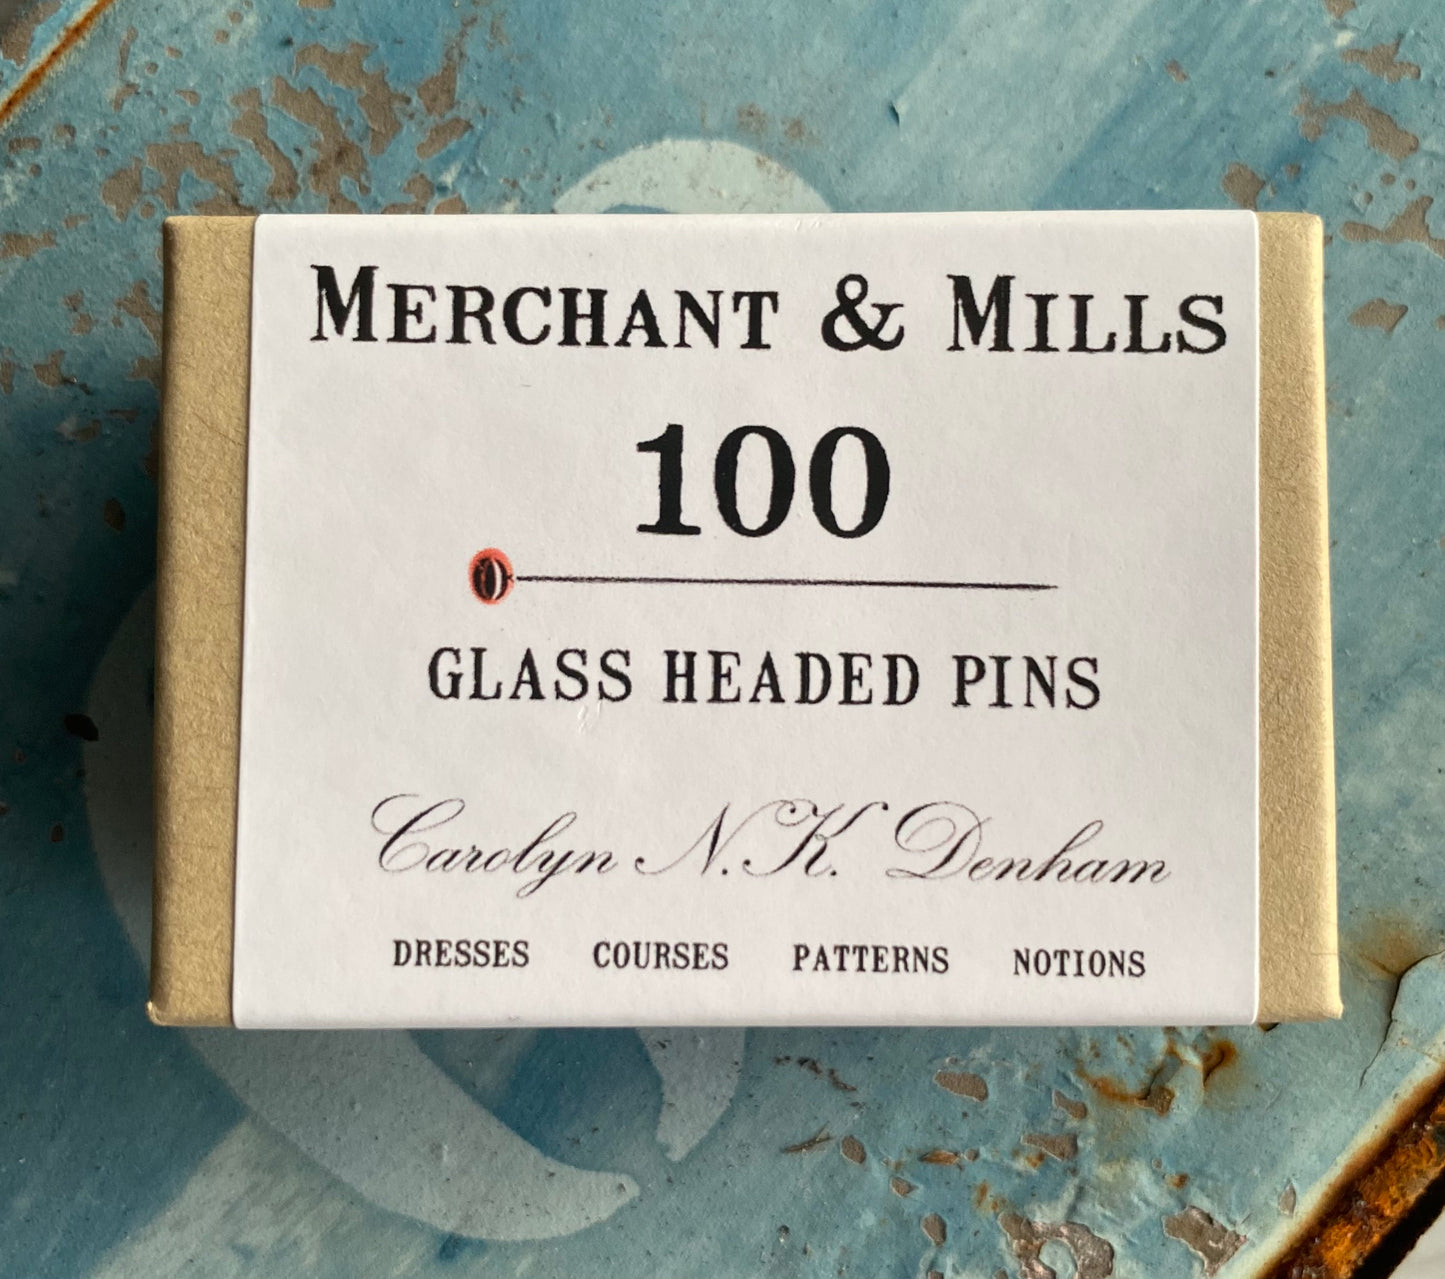 MERCHANT & MILLS
100
GLASS HEADED PINS
Carolyn N.K. Denham
DRESSES COURSES PATTERNS NOTIONS